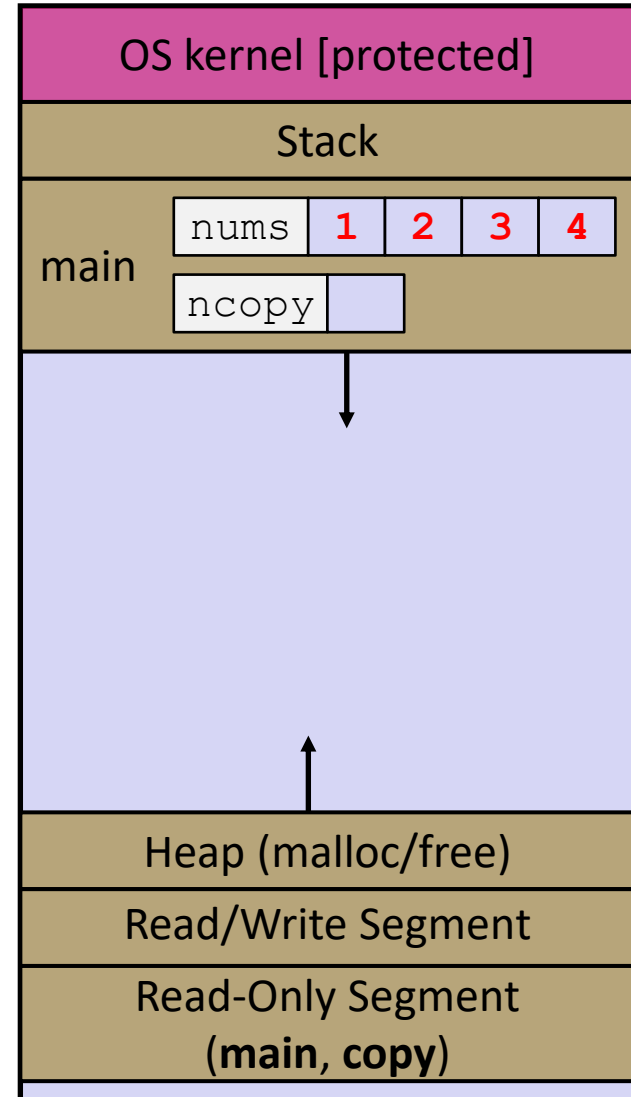 OS kernel [protected]
Stack
main
nums 1 2 3 4
ncopy
Heap (malloc/free)
Read/Write Segment
Read-Only Segment
(main, copy)